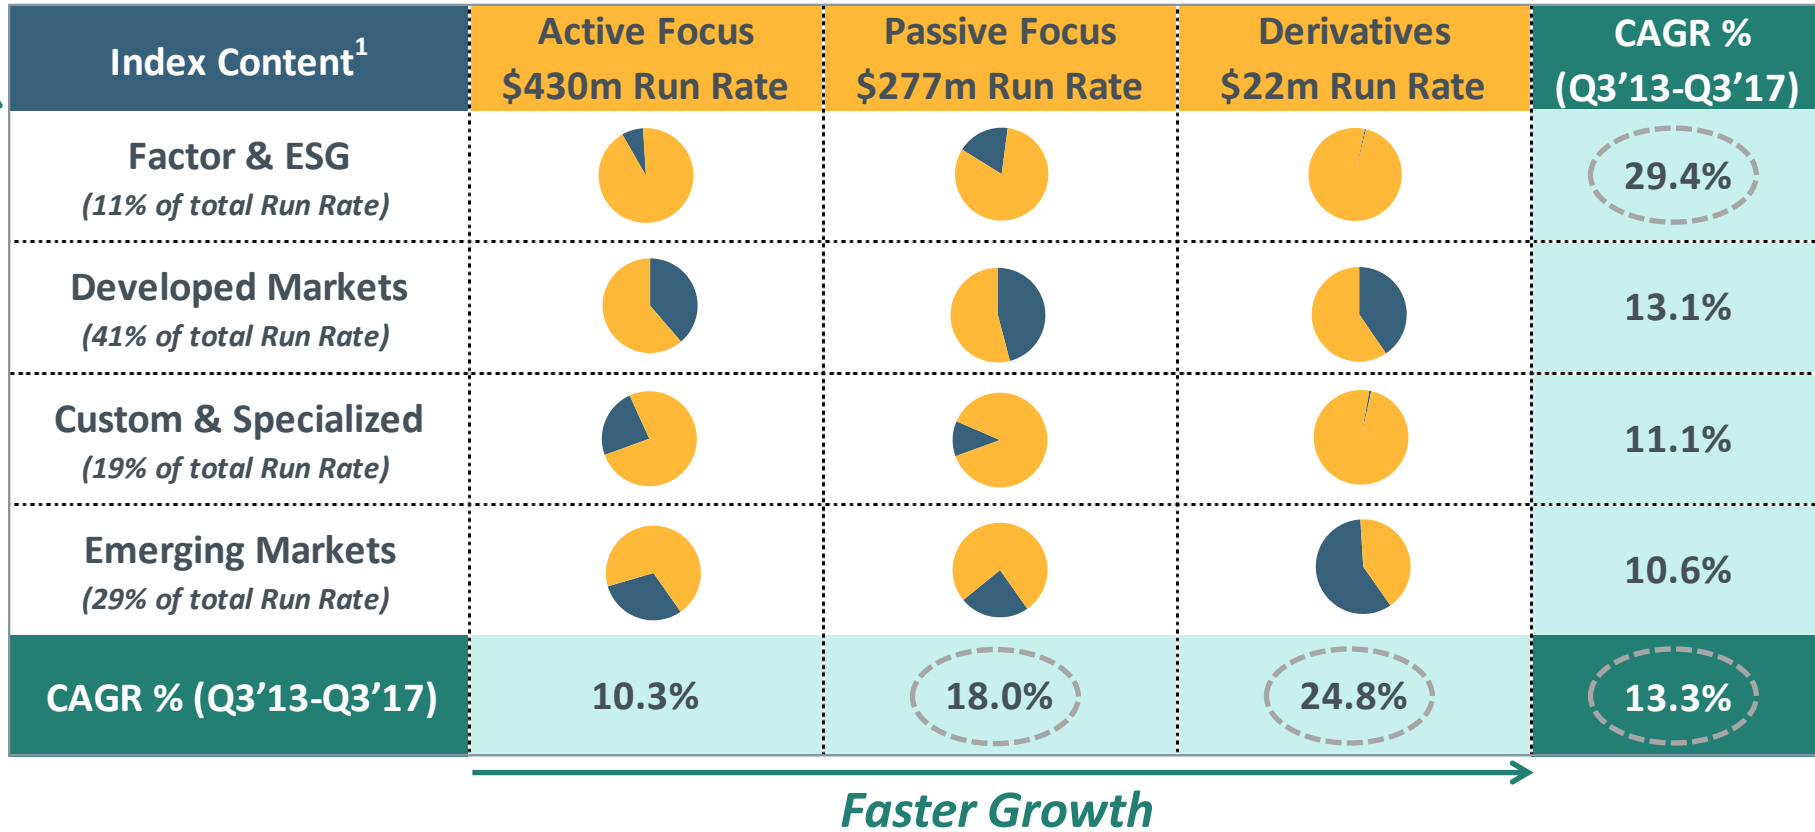 Index Content1
Active Focus
$430m Run Rate
Passive Focus
$277m Run Rate
Derivatives
$22m Run Rate
CAGR %
(Q3’13-Q3’17)
Factor & ESG
(11% of total Run Rate)
29.4%
Developed Markets
(41% of total Run Rate)
13.1%
Custom & Specialized
(19% of total Run Rate)
11.1%
Emerging Markets
(29% of total Run Rate)
10.6%
CAGR % (Q3’13-Q3’17)
10.3%
18.0%
24.8%
13.3%
Faster Growth